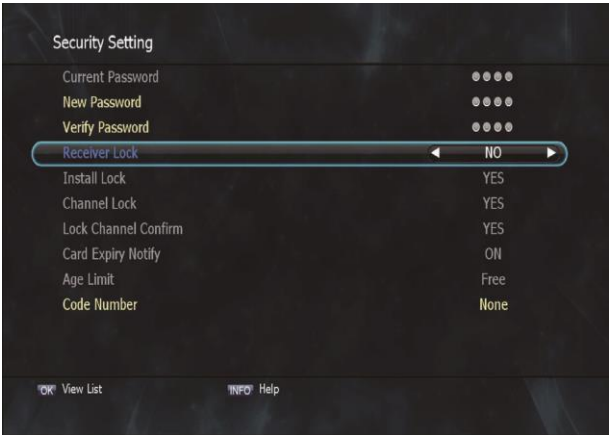 Security Setting
Current Password
New Password
Verify Password
Receiver Lock NO
Install Lock YES
Channel Lock YES
Lock Channel Confirm YES
Card Expiry Notify ON
Age Limit Free
Code Number None
OK View List INFO Help